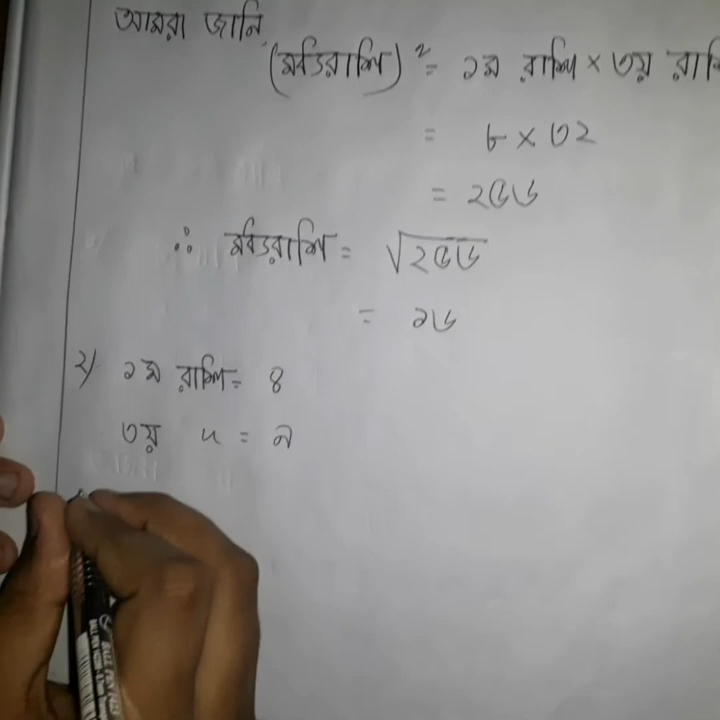 আমরা জানি,
(মধ্যরাশি)² = ১ম রাশি × ৩য় রাশি
= ৮ × ৩২
= ২৫৬
∴ মধ্যরাশি = √২৫৬
= ১৬
২) ১ম রাশি = ৪
৩য় " = ৯